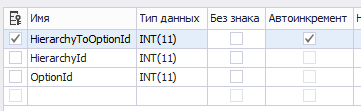 Имя Тип данных Без знака Автоинкремент
HierarchyToOptionId INT(11)
HierarchyId INT(11)
OptionId INT(11)